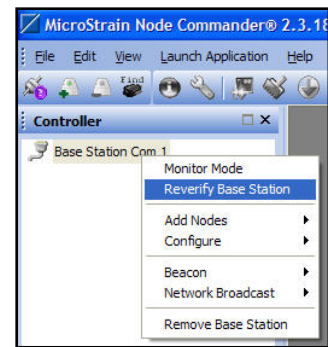 MicroStrain Node Commander® 2.3.18
File Edit View Launch Application Help
Find
Controller
Base Station Com 1
Monitor Mode
Reverify Base Station
Add Nodes
Configure
Beacon
Network Broadcast
Remove Base Station